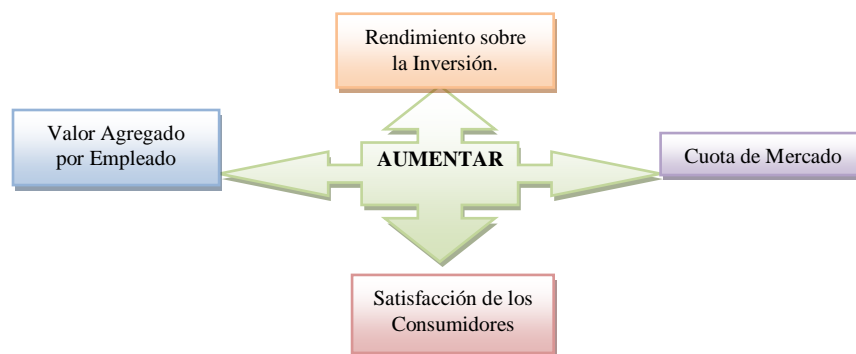 Rendimiento sobre
la Inversión.
Valor Agregado
por Empleado
AUMENTAR
Cuota de Mercado
Satisfacción de los
Consumidores